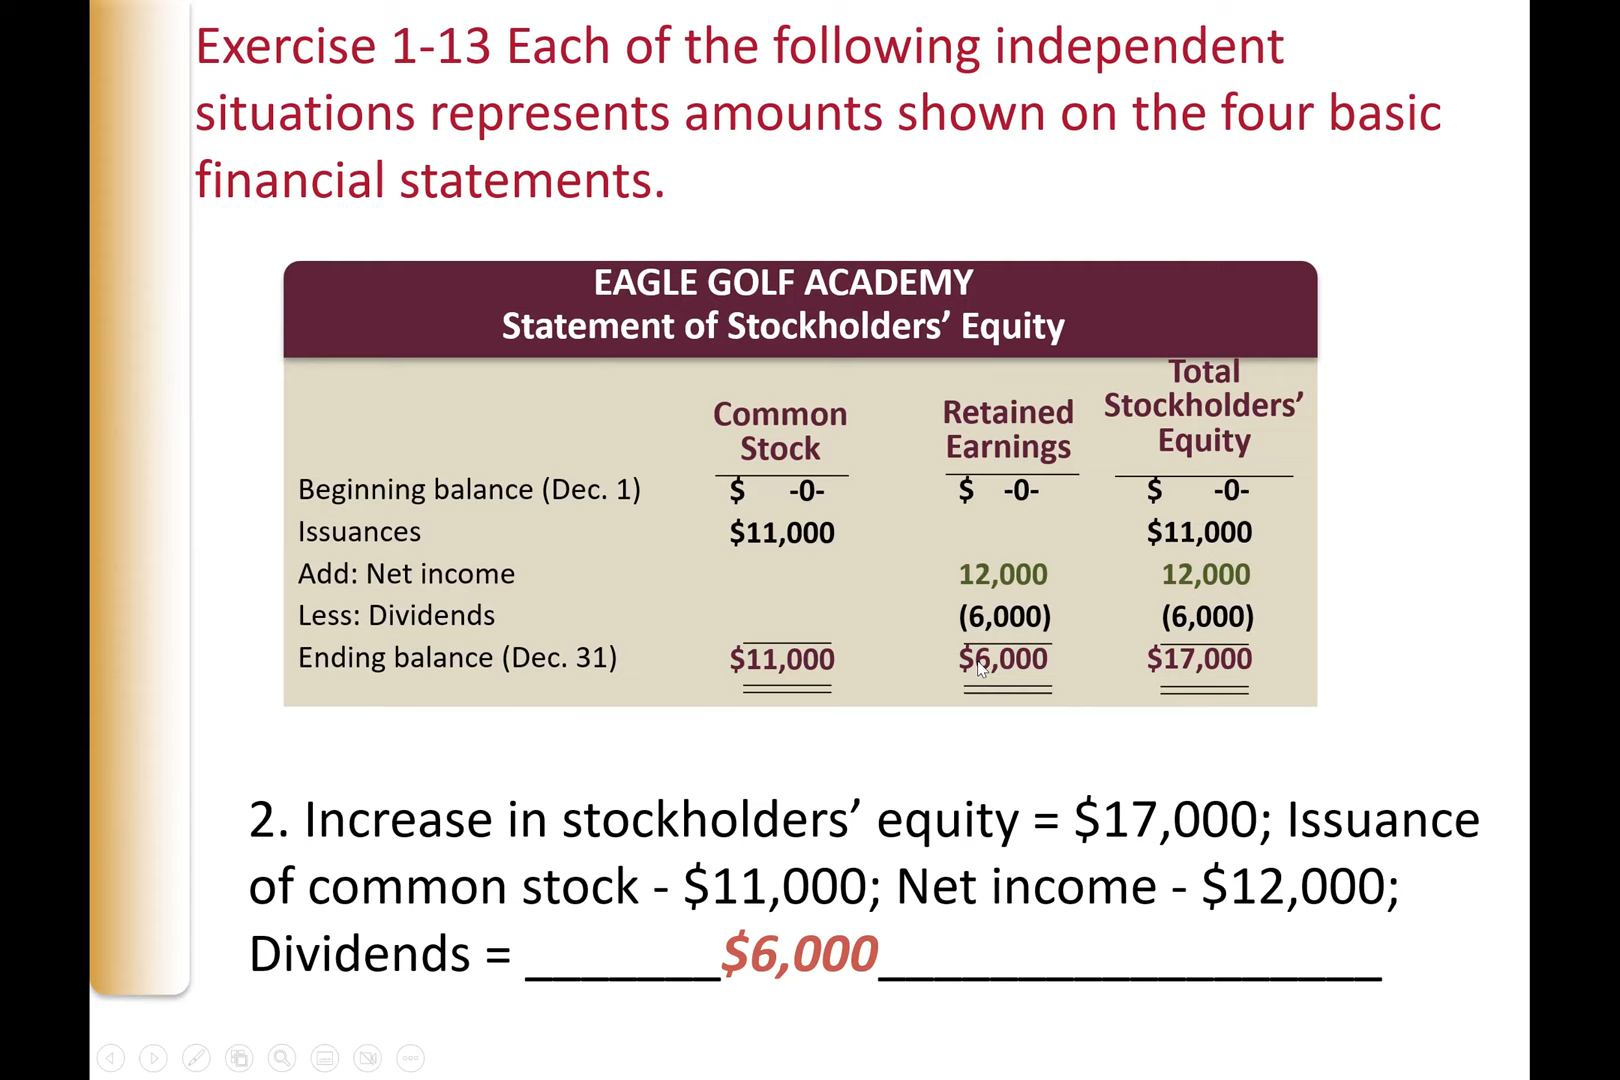 Exercise 1-13 Each of the following independent
situations represents amounts shown on the four basic
financial statements.
EAGLE GOLF ACADEMY
Statement of Stockholders’ Equity
Common Stock Retained Earnings Total Stockholders’ Equity
Beginning balance (Dec. 1) $ -0- $ -0- $ -0-
Issuances $11,000 $11,000
Add: Net income 12,000 12,000
Less: Dividends (6,000) (6,000)
Ending balance (Dec. 31) $11,000 $6,000 $17,000
2. Increase in stockholders’ equity = $17,000; Issuance
of common stock - $11,000; Net income - $12,000;
Dividends = _______$6,000__________________